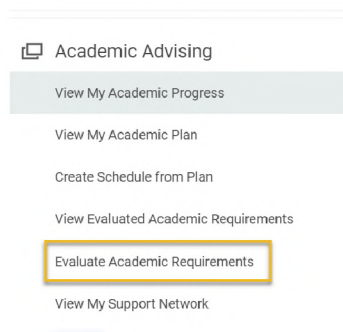 Academic Advising
View My Academic Progress
View My Academic Plan
Create Schedule from Plan
View Evaluated Academic Requirements
Evaluate Academic Requirements
View My Support Network